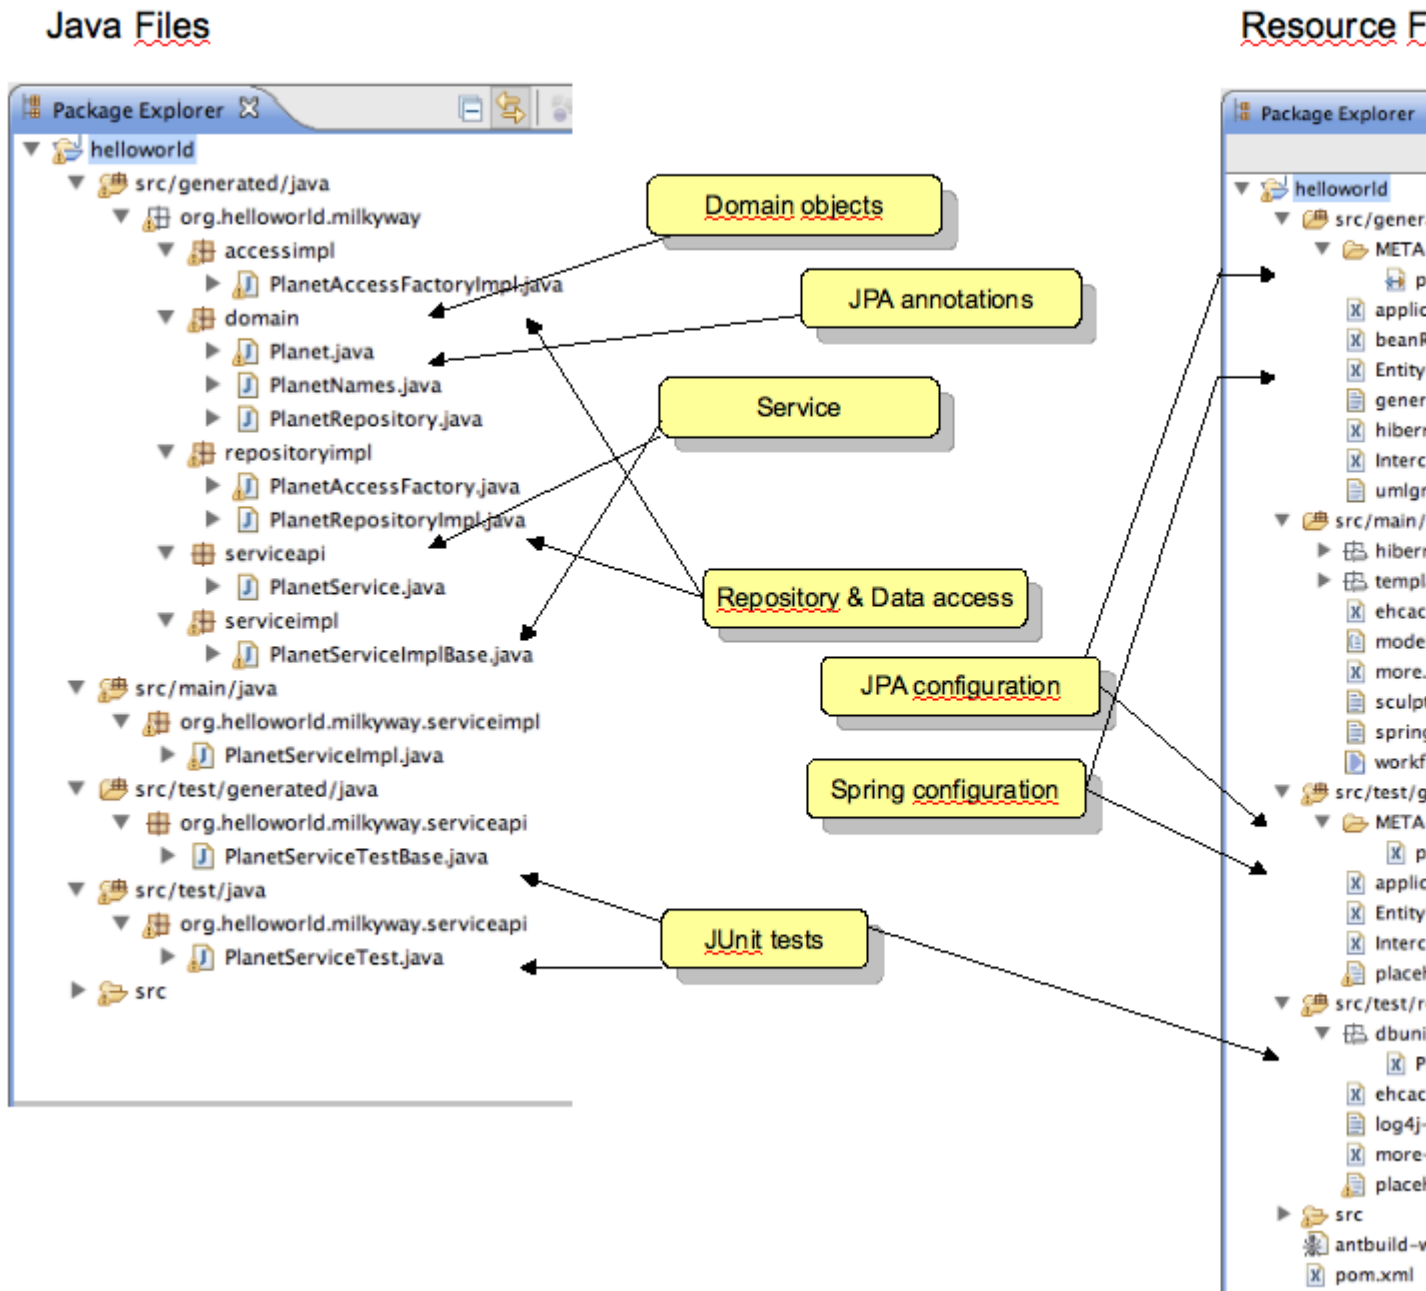 Java Files
Package Explorer
helloworld
src/generated/java
org.helloworld.milkyway
accessimpl
PlanetAccessFactoryImpl.java
domain
Planet.java
PlanetNames.java
PlanetRepository.java
repositoryimpl
PlanetAccessFactory.java
PlanetRepositoryImpl.java
serviceapi
PlanetService.java
serviceimpl
PlanetServiceImplBase.java
src/main/java
org.helloworld.milkyway.serviceimpl
PlanetServiceImpl.java
src/test/generated/java
org.helloworld.milkyway.serviceapi
PlanetServiceTestBase.java
src/test/java
org.helloworld.milkyway.serviceapi
PlanetServiceTest.java
src
Domain objects
JPA annotations
Service
Repository & Data access
JPA configuration
Spring configuration
JUnit tests
Resource F
Package Explorer
helloworld
src/gener
META
p
applic
beanR
Entity
gener
hibern
Interc
umlgr
src/main/
hibern
templ
ehcac
mode
more.
sculpt
spring
workf
src/test/g
META
p
applic
Entity
Interc
placeh
src/test/r
dbuni
P
ehcac
log4j-
more-
placeh
src
antbuild-w
pom.xml